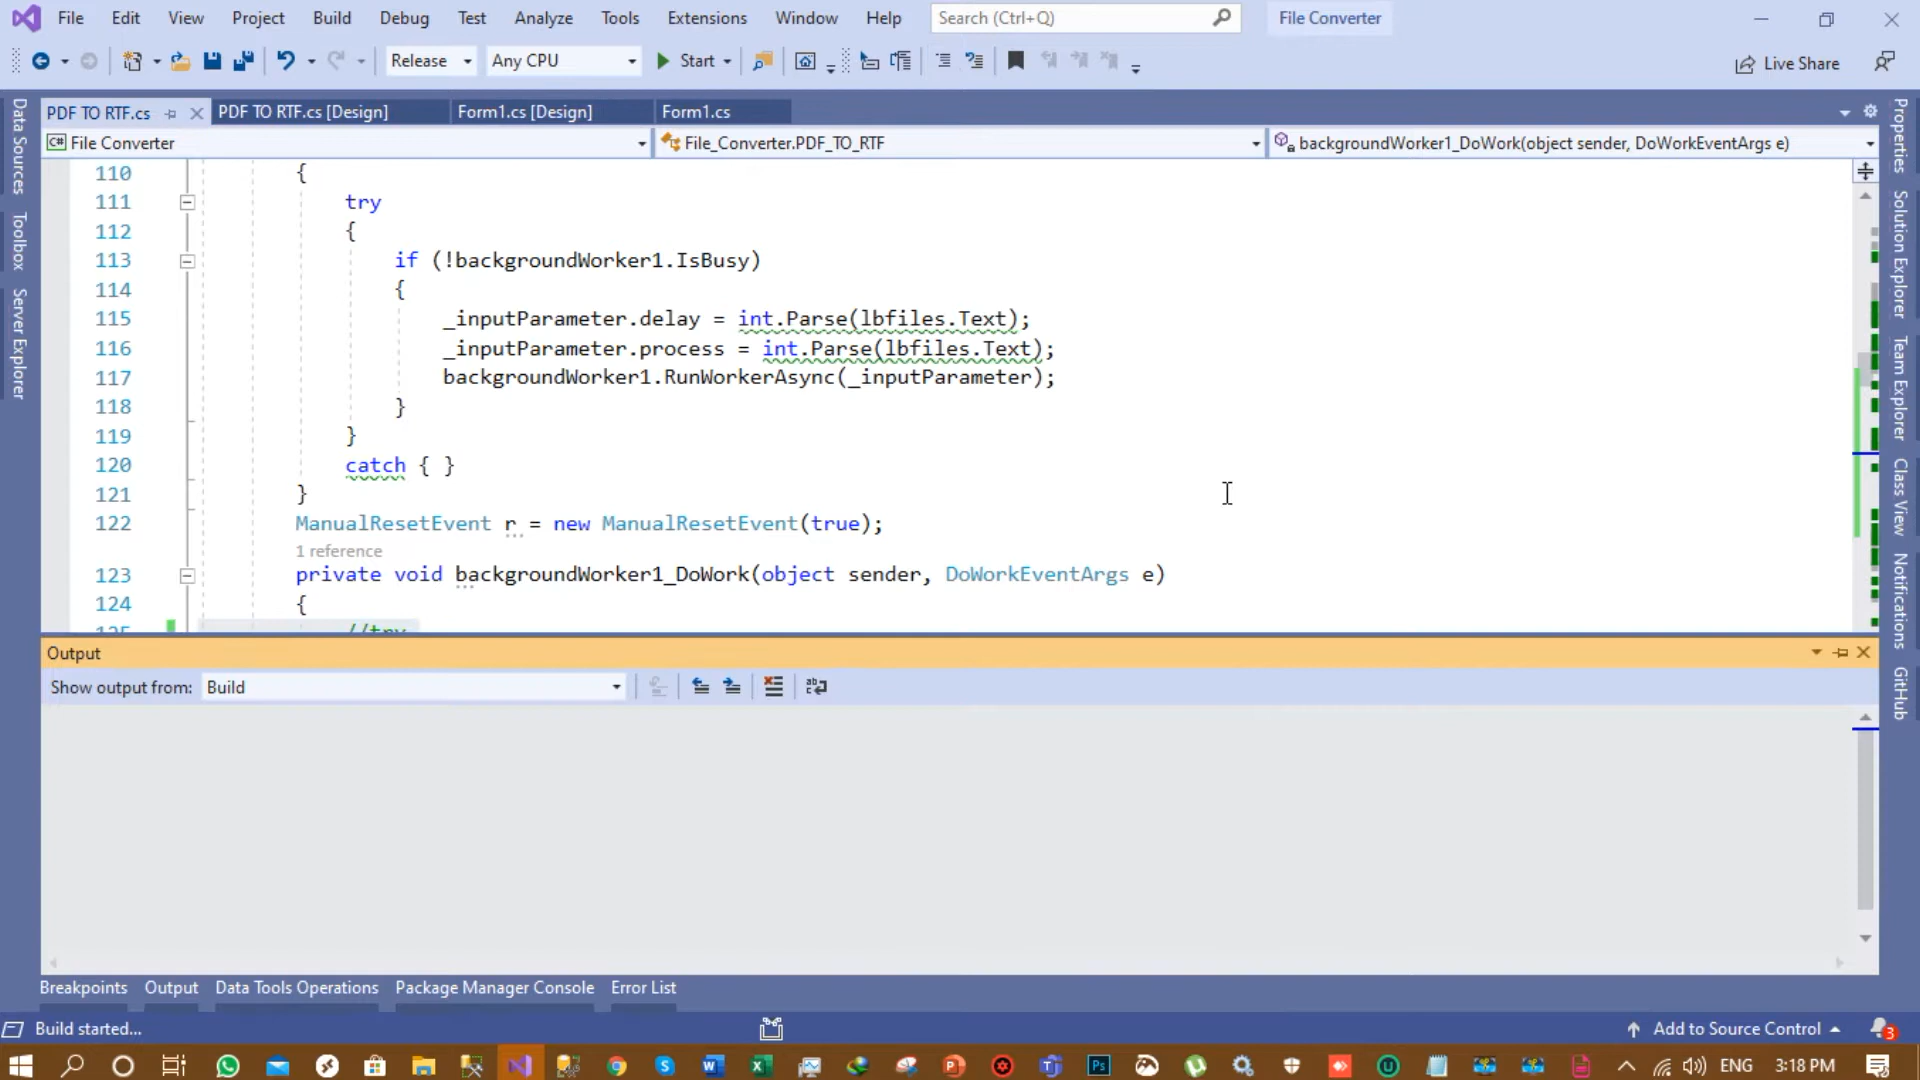 File Edit View Project Build Debug Test Analyze Tools Extensions Window Help Search (Ctrl+Q) File Converter
Release Any CPU Start Live Share
PDF TO RTF.cs PDF TO RTF.cs [Design] Form1.cs [Design] Form1.cs
C# File Converter File_Converter.PDF_TO_RTF backgroundWorker1_DoWork(object sender, DoWorkEventArgs e)
110 {
111 try
112 {
113 if (!backgroundWorker1.IsBusy)
114 {
115 _inputParameter.delay = int.Parse(lbfiles.Text);
116 _inputParameter.process = int.Parse(lbfiles.Text);
117 backgroundWorker1.RunWorkerAsync(_inputParameter);
118 }
119 }
120 catch { }
121 }
122 ManualResetEvent r = new ManualResetEvent(true);
1 reference
123 private void backgroundWorker1_DoWork(object sender, DoWorkEventArgs e)
124 {
125 //try
Data Sources
Toolbox
Server Explorer
Properties
Solution Explorer
Team Explorer
Class View
Notifications
GitHub
Output
Show output from: Build
Breakpoints Output Data Tools Operations Package Manager Console Error List
Build started... Add to Source Control 3
ENG 3:18 PM